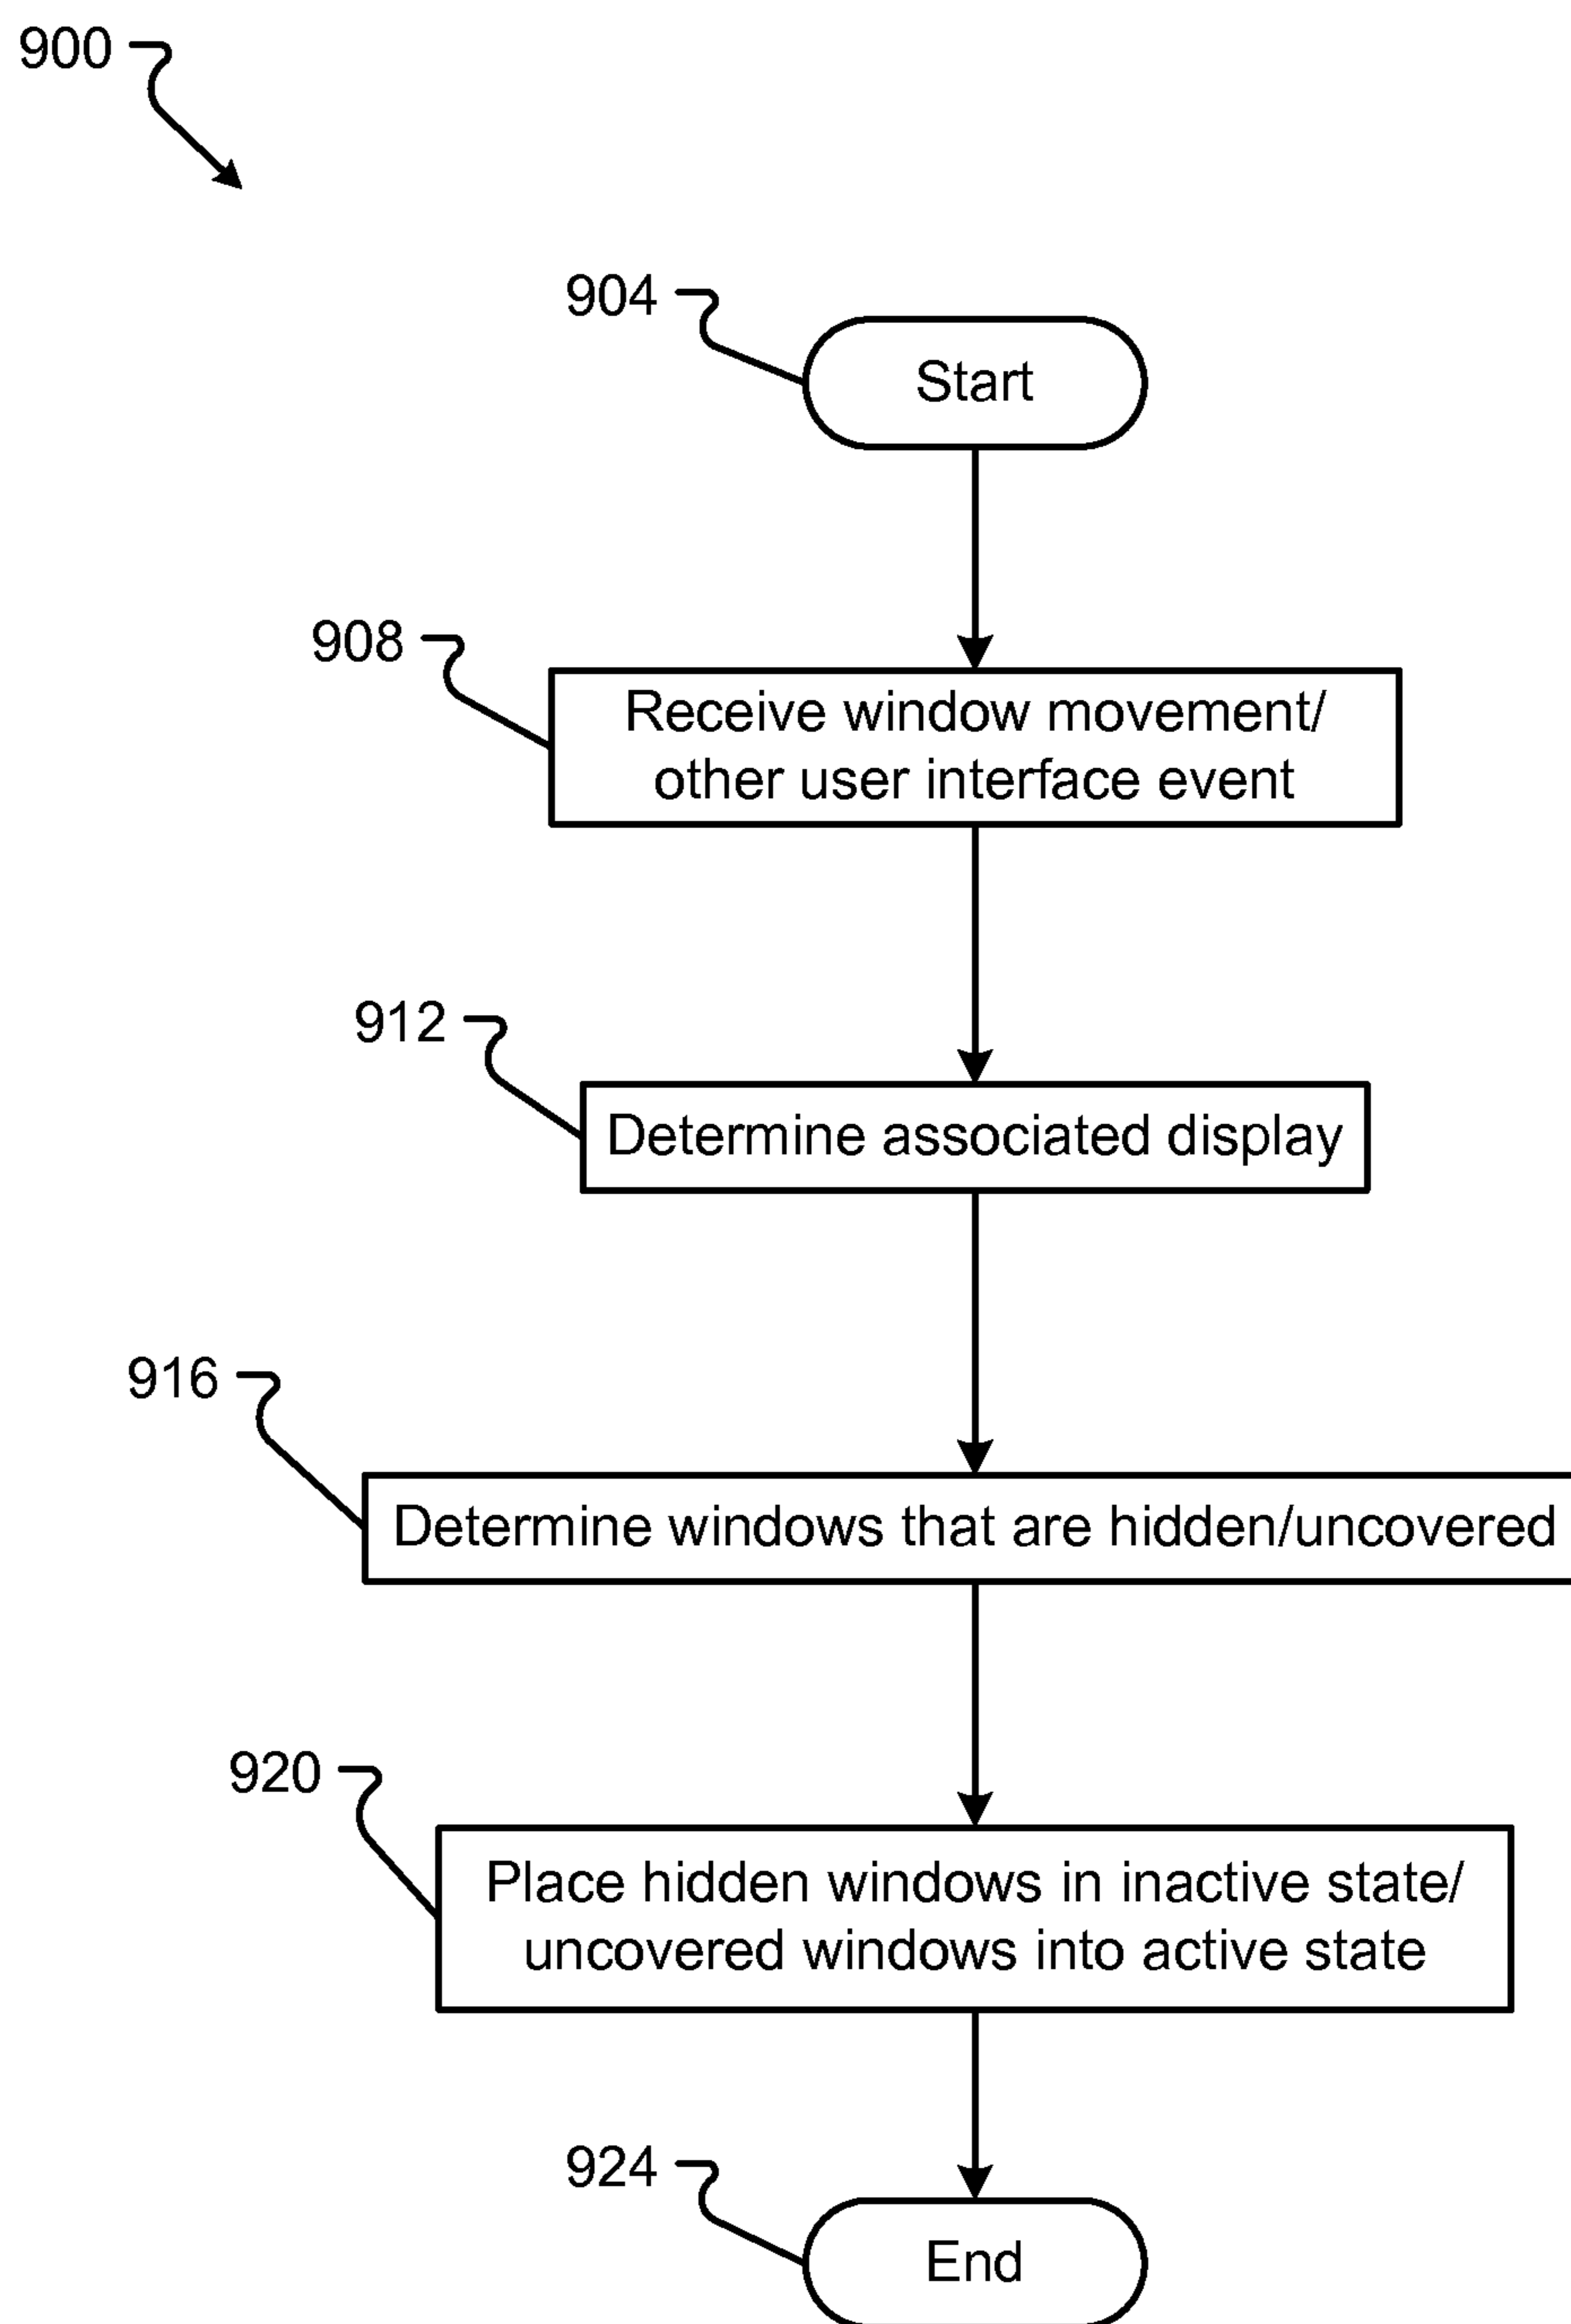 900
904
Start
908
Receive window movement/
other user interface event
912
Determine associated display
916
Determine windows that are hidden/uncovered
920
Place hidden windows in inactive state/
uncovered windows into active state
924
End